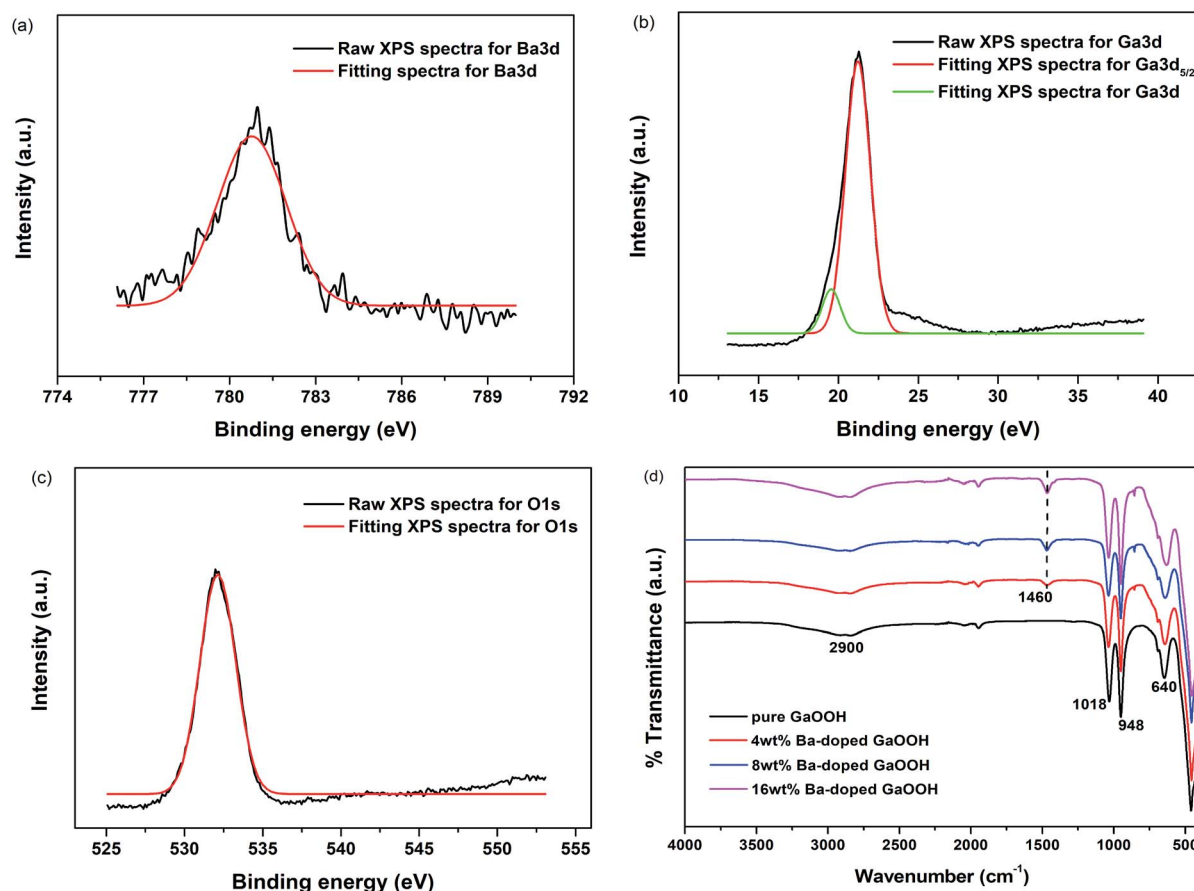 (a)
Raw XPS spectra for Ba3d
Fitting spectra for Ba3d
Intensity (a.u.)
774 777 780 783 786 789 792
Binding energy (eV)
(b)
Raw XPS spectra for Ga3d
Fitting XPS spectra for Ga3d5/2
Fitting XPS spectra for Ga3d
Intensity (a.u.)
10 15 20 25 30 35 40
Binding energy (eV)
(c)
Raw XPS spectra for O1s
Fitting XPS spectra for O1s
Intensity (a.u.)
525 530 535 540 545 550 555
Binding energy (eV)
(d)
1460
2900
1018
948
640
pure GaOOH
4wt% Ba-doped GaOOH
8wt% Ba-doped GaOOH
16wt% Ba-doped GaOOH
% Transmittance (a.u.)
4000 3500 3000 2500 2000 1500 1000 500
Wavenumber (cm-1)